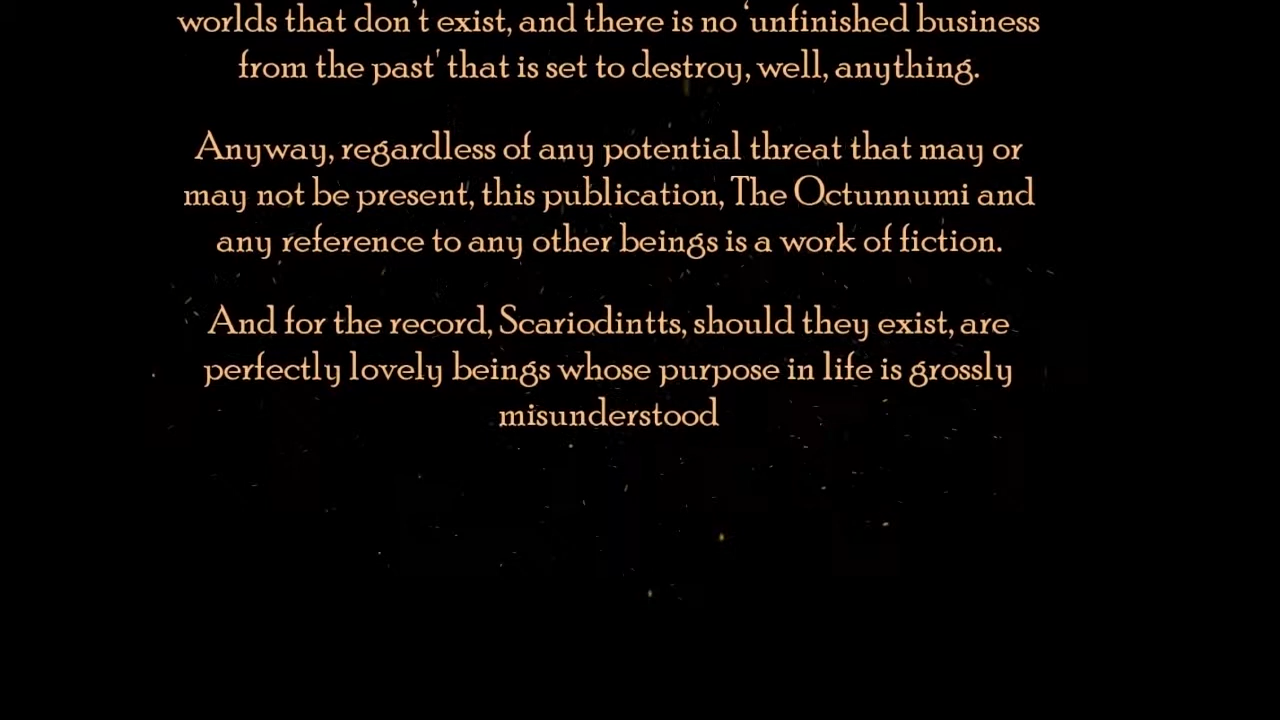 worlds that don't exist, and there is no ‘unfinished business
from the past' that is set to destroy, well, anything.
Anyway, regardless of any potential threat that may or
may not be present, this publication, The Octunnumi and
any reference to any other beings is a work of fiction.
And for the record, Scariodintts, should they exist, are
perfectly lovely beings whose purpose in life is grossly
misunderstood